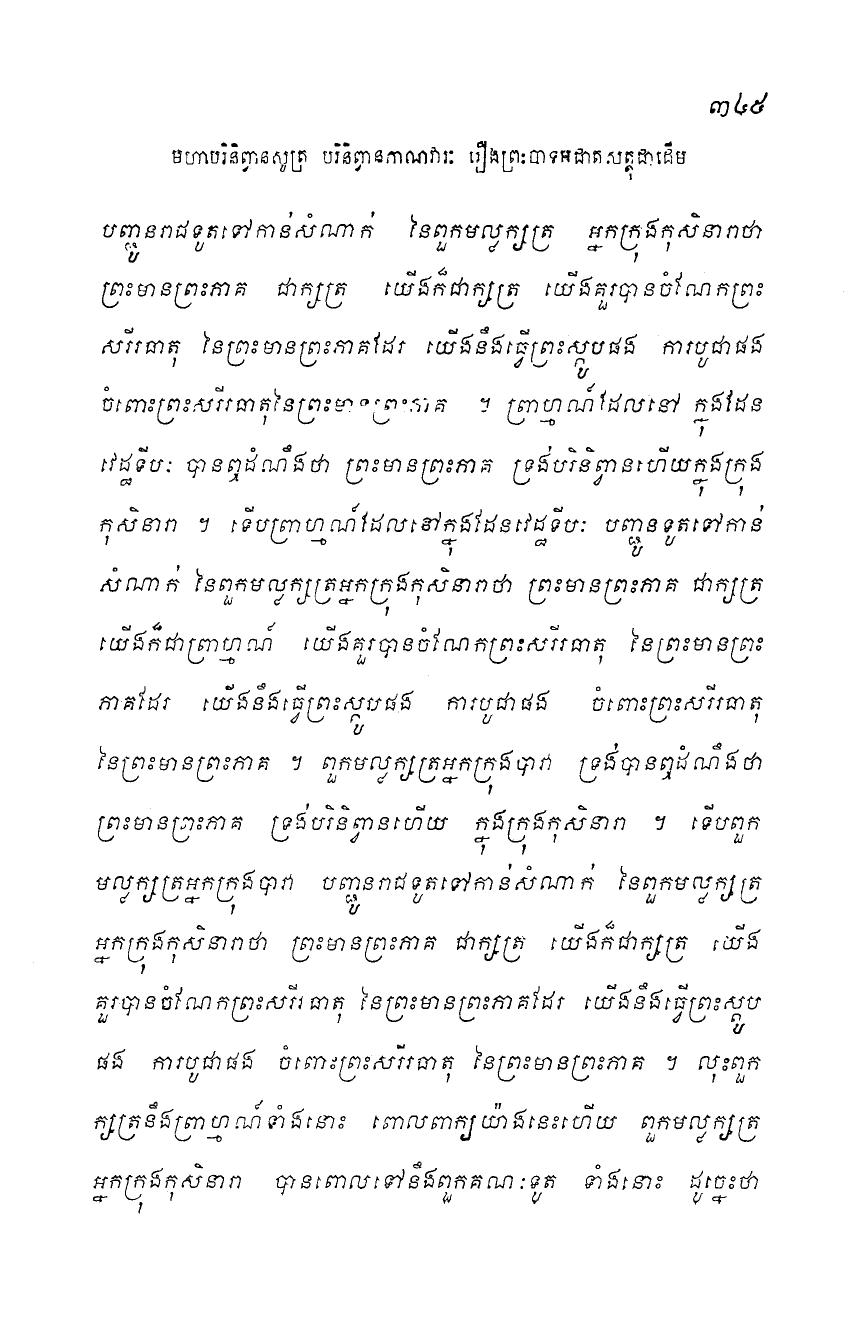 ៣៤៥
មហាបរិនិព្វានសូត្រ បរិនិព្វានភាណវារៈ រឿងព្រះបាទអជាតសត្តុជាដើម
បញ្ជូនរាជទូតទៅកាន់សំណាក់ នៃពួកមល្លក្សត្រ អ្នកក្រុងកុសិនារាថា
ព្រះមានព្រះភាគ ជាក្សត្រ យើងក៏ជាក្សត្រ យើងគួរបានចំណែកព្រះ
សរីរធាតុ នៃព្រះមានព្រះភាគដែរ យើងនឹងធ្វើព្រះស្តូបផង ការបូជាផង
ចំពោះព្រះសរីរធាតុនៃព្រះមានព្រះភាគ ។ ព្រាហ្មណ៍ដែលនៅ ក្នុងដែន
វេដ្ឋទីបៈ បានឮដំណឹងថា ព្រះមានព្រះភាគ ទ្រង់បរិនិព្វានហើយក្នុងក្រុង
កុសិនារា ។ ទើបព្រាហ្មណ៍ដែលនៅក្នុងដែនវេដ្ឋទីបៈ បញ្ជូនទូតទៅកាន់
សំណាក់ នៃពួកមល្លក្សត្រអ្នកក្រុងកុសិនារាថា ព្រះមានព្រះភាគ ជាក្សត្រ
យើងក៏ជាព្រាហ្មណ៍ យើងគួរបានចំណែកព្រះសរីរធាតុ នៃព្រះមានព្រះ
ភាគដែរ យើងនឹងធ្វើព្រះស្តូបផង ការបូជាផង ចំពោះព្រះសរីរធាតុ
នៃព្រះមានព្រះភាគ ។ ពួកមល្លក្សត្រអ្នកក្រុងបាវា ទ្រង់បានឮដំណឹងថា
ព្រះមានព្រះភាគ ទ្រង់បរិនិព្វានហើយ ក្នុងក្រុងកុសិនារា ។ ទើបពួក
មល្លក្សត្រអ្នកក្រុងបាវា បញ្ជូនរាជទូតទៅកាន់សំណាក់ នៃពួកមល្លក្សត្រ
អ្នកក្រុងកុសិនារាថា ព្រះមានព្រះភាគ ជាក្សត្រ យើងក៏ជាក្សត្រ យើង
គួរបានចំណែកព្រះសរីរធាតុ នៃព្រះមានព្រះភាគដែរ យើងនឹងធ្វើព្រះស្តូប
ផង ការបូជាផង ចំពោះព្រះសរីរធាតុ នៃព្រះមានព្រះភាគ ។ លុះពួក
ក្សត្រនឹងព្រាហ្មណ៍ទាំងនោះ ពោលពាក្យយ៉ាងនេះហើយ ពួកមល្លក្សត្រ
អ្នកក្រុងកុសិនារា បានពោលទៅនឹងពួកគណៈទូត ទាំងនោះ ដូច្នេះថា